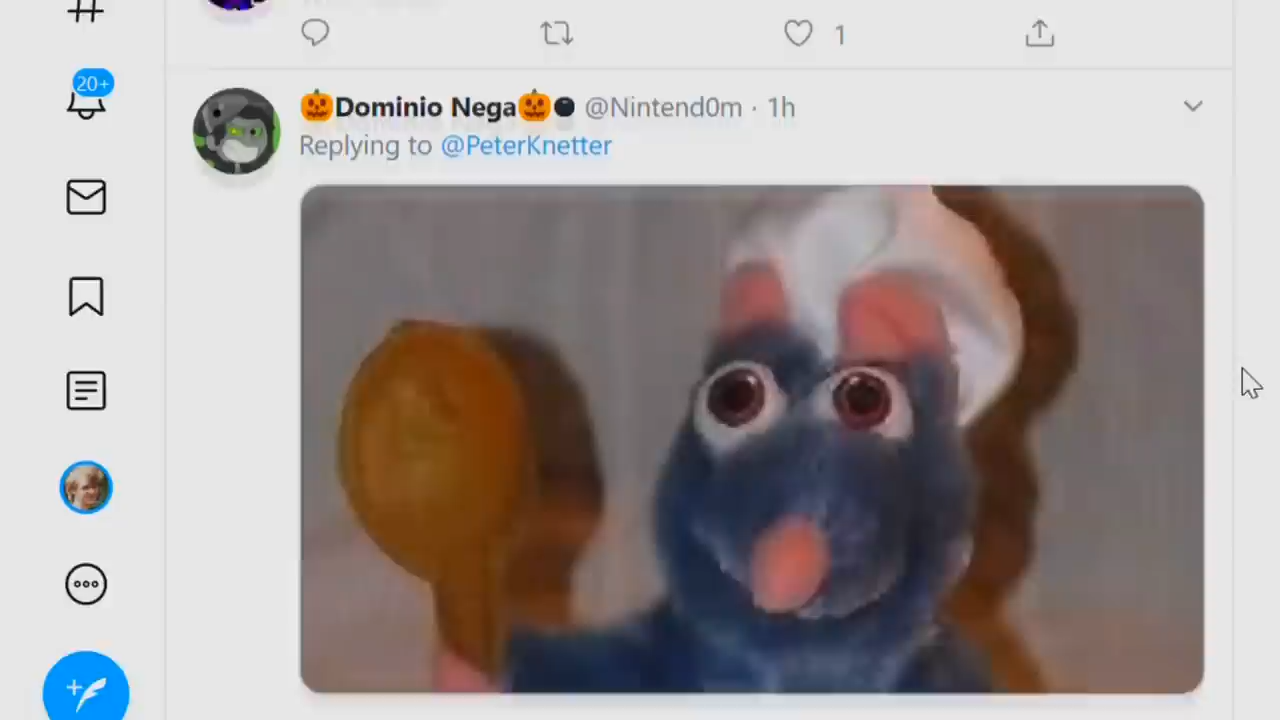 1
20+
🎃Dominio Nega🎃🌑 @Nintend0m · 1h
Replying to @PeterKnetter